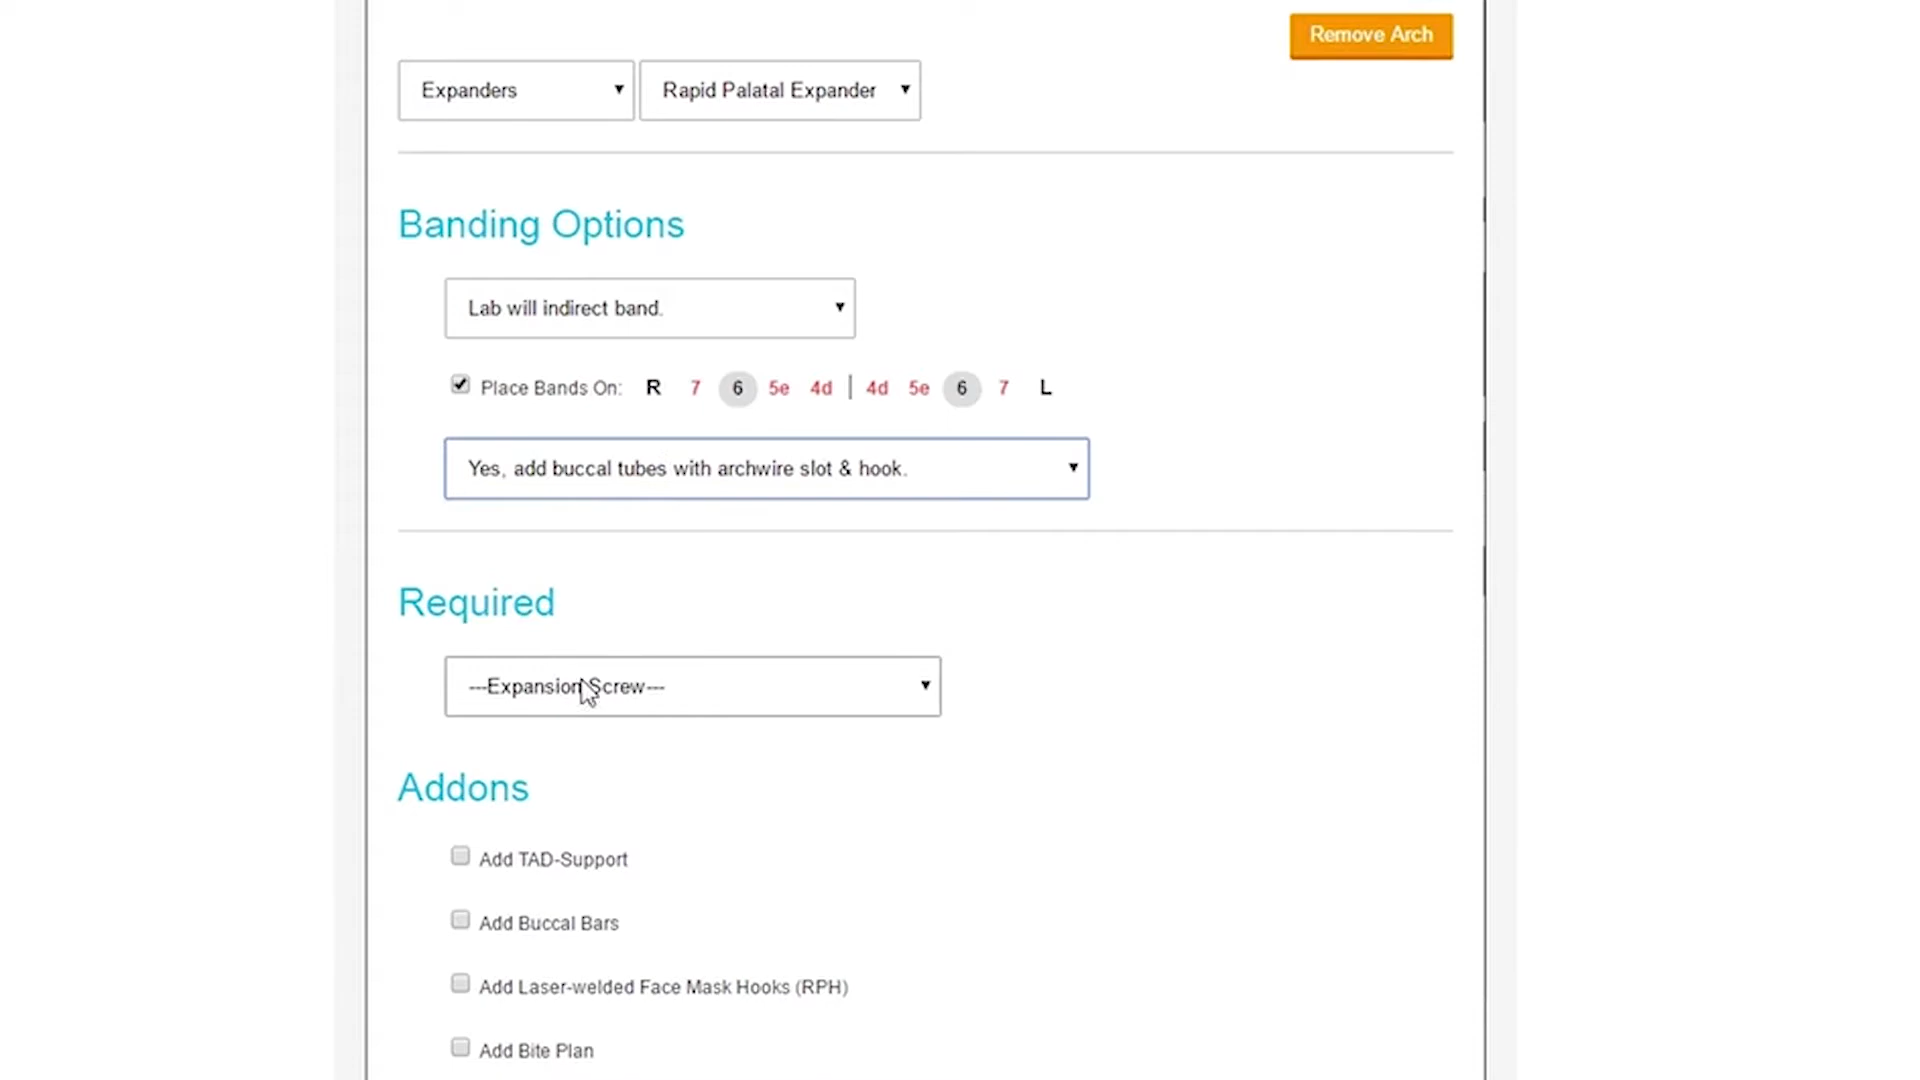 Remove Arch
Expanders Rapid Palatal Expander
Banding Options
Lab will indirect band.
Place Bands On: R 7 6 5e 4d | 4d 5e 6 7 L
Yes, add buccal tubes with archwire slot & hook.
Required
---Expansion Screw---
Addons
Add TAD-Support
Add Buccal Bars
Add Laser-welded Face Mask Hooks (RPH)
Add Bite Plan